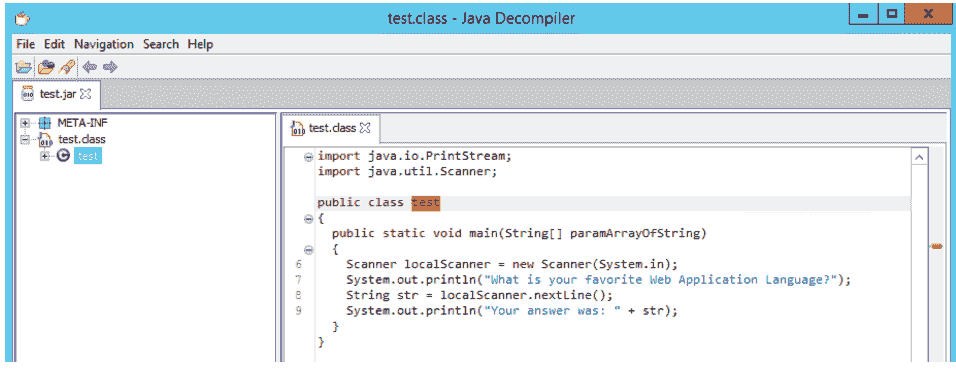 test.class - Java Decompiler
File Edit Navigation Search Help
test.jar
META-INF
test.class
test
test.class
import java.io.PrintStream;
import java.util.Scanner;
public class test
{
public static void main(String[] paramArrayOfString)
{
6 Scanner localScanner = new Scanner(System.in);
7 System.out.println("What is your favorite Web Application Language?");
8 String str = localScanner.nextLine();
9 System.out.println("Your answer was: " + str);
}
}